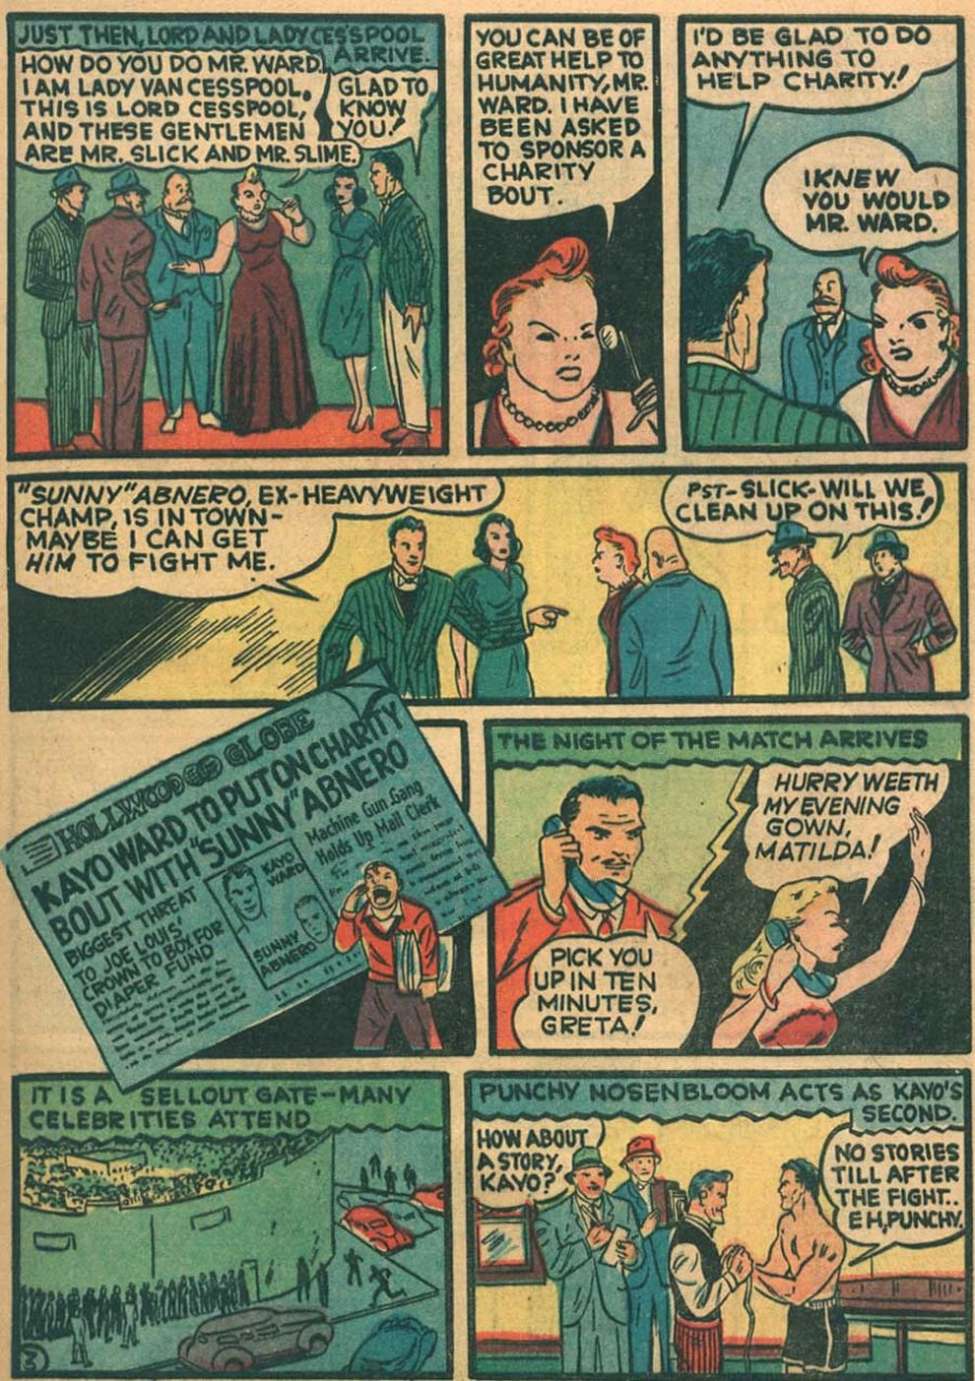 JUST THEN, LORD AND LADY CESSPOOL
ARRIVE.
HOW DO YOU DO MR. WARD.
I AM LADY VAN CESSPOOL,
THIS IS LORD CESSPOOL,
AND THESE GENTLEMEN
ARE MR. SLICK AND MR. SLIME.
GLAD TO
KNOW
YOU!
YOU CAN BE OF
GREAT HELP TO
HUMANITY, MR.
WARD. I HAVE
BEEN ASKED
TO SPONSOR A
CHARITY
BOUT.
I'D BE GLAD TO DO
ANYTHING TO
HELP CHARITY!
I KNEW
YOU WOULD
MR. WARD.
"SUNNY" ABNERO, EX-HEAVYWEIGHT
CHAMP, IS IN TOWN-
MAYBE I CAN GET
HIM TO FIGHT ME.
PST-SLICK-WILL WE
CLEAN UP ON THIS!
HOLLYWOOD GLOBE
KAYO WARD TO PUT ON CHARITY
BOUT WITH "SUNNY" ABNERO
BIGGEST THREAT
TO JOE LOUIS'
CROWN TO BOX FOR
DIAPER FUND
KAYO
WARD
SUNNY
ABNERO
Machine Gun Gang
Holds Up Mail Clerk
THE NIGHT OF THE MATCH ARRIVES
PICK YOU
UP IN TEN
MINUTES,
GRETA!
HURRY WEETH
MY EVENING
GOWN,
MATILDA!
IT IS A SELLOUT GATE-MANY
CELEBRITIES ATTEND
2
PUNCHY NOSENBLOOM ACTS AS KAYO'S
SECOND.
HOW ABOUT
A STORY,
KAYO?
NO STORIES
TILL AFTER
THE FIGHT..
EH, PUNCHY.